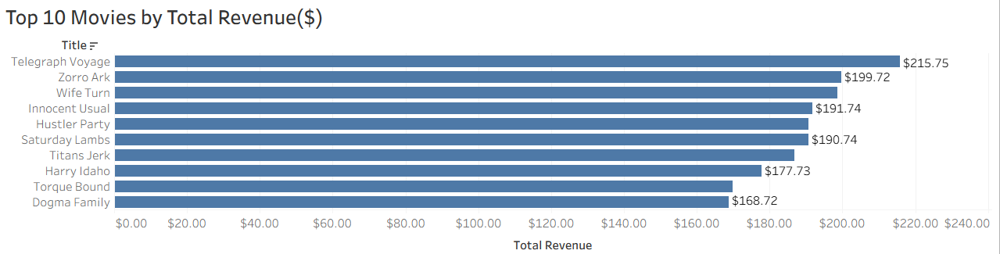 Top 10 Movies by Total Revenue($)
Title
Telegraph Voyage $215.75
Zorro Ark $199.72
Wife Turn
Innocent Usual $191.74
Hustler Party
Saturday Lambs $190.74
Titans Jerk
Harry Idaho $177.73
Torque Bound
Dogma Family $168.72
$0.00 $20.00 $40.00 $60.00 $80.00 $100.00 $120.00 $140.00 $160.00 $180.00 $200.00 $220.00 $240.00
Total Revenue